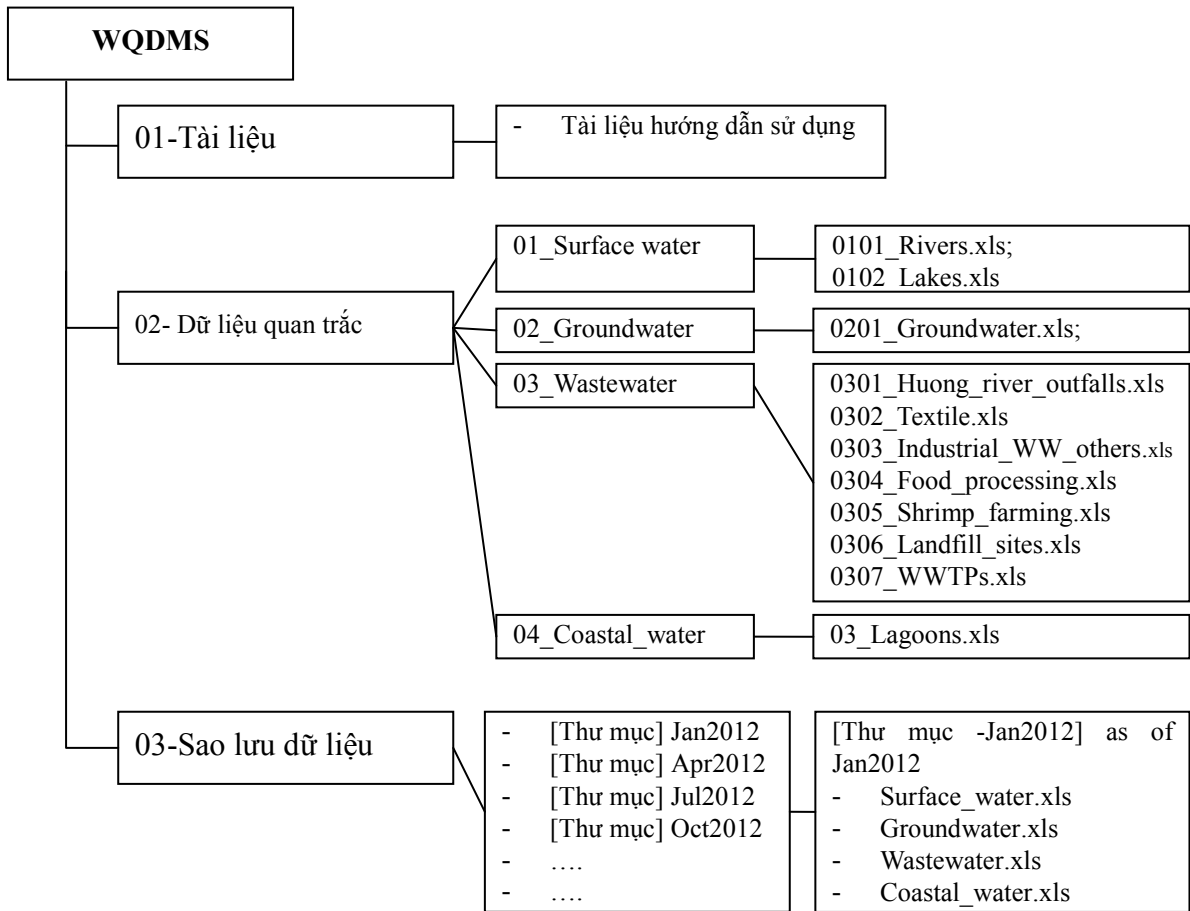 WQDMS
01-Tài liệu
- Tài liệu hướng dẫn sử dụng
02- Dữ liệu quan trắc
01_Surface water
0101_Rivers.xls;
0102_Lakes.xls
02_Groundwater
0201_Groundwater.xls;
03_Wastewater
0301_Huong_river_outfalls.xls
0302_Textile.xls
0303_Industrial_WW_others.xls
0304_Food_processing.xls
0305_Shrimp_farming.xls
0306_Landfill_sites.xls
0307_WWTPs.xls
04_Coastal_water
03_Lagoons.xls
03-Sao lưu dữ liệu
- [Thư mục] Jan2012
- [Thư mục] Apr2012
- [Thư mục] Jul2012
- [Thư mục] Oct2012
- ….
- ….
[Thư mục -Jan2012] as of
Jan2012
- Surface_water.xls
- Groundwater.xls
- Wastewater.xls
- Coastal_water.xls